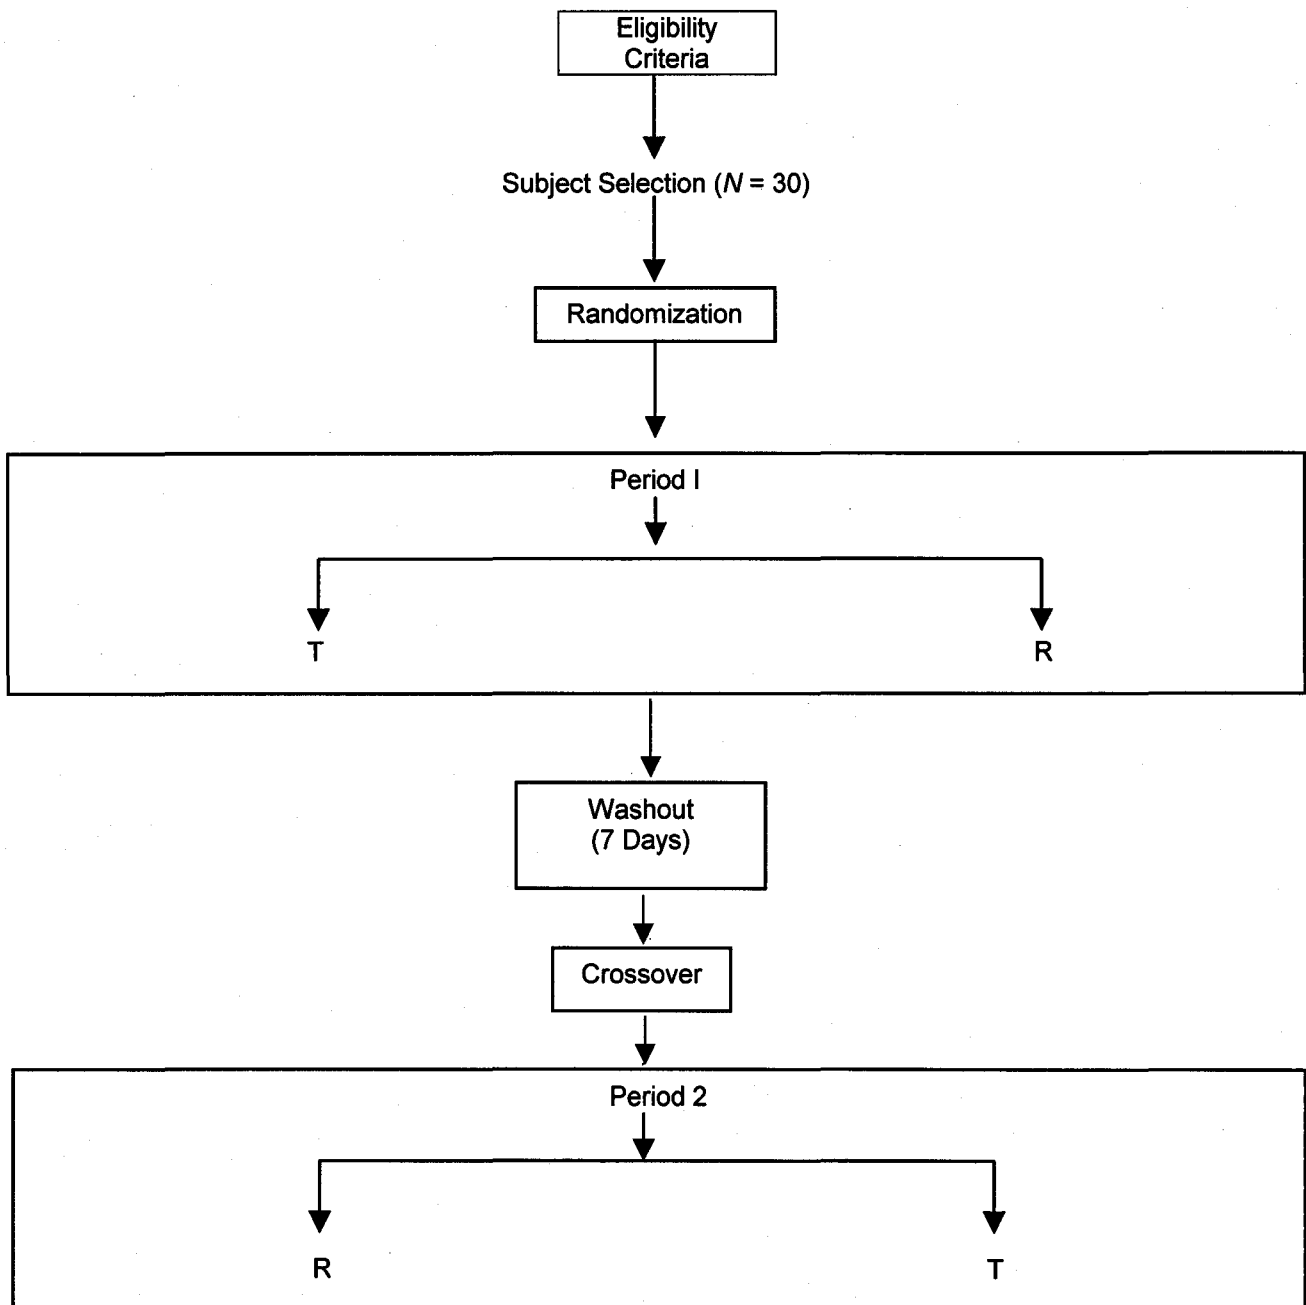 Eligibility
Criteria
Subject Selection (N = 30)
Randomization
Period I
T
R
Washout
(7 Days)
Crossover
Period 2
R
T